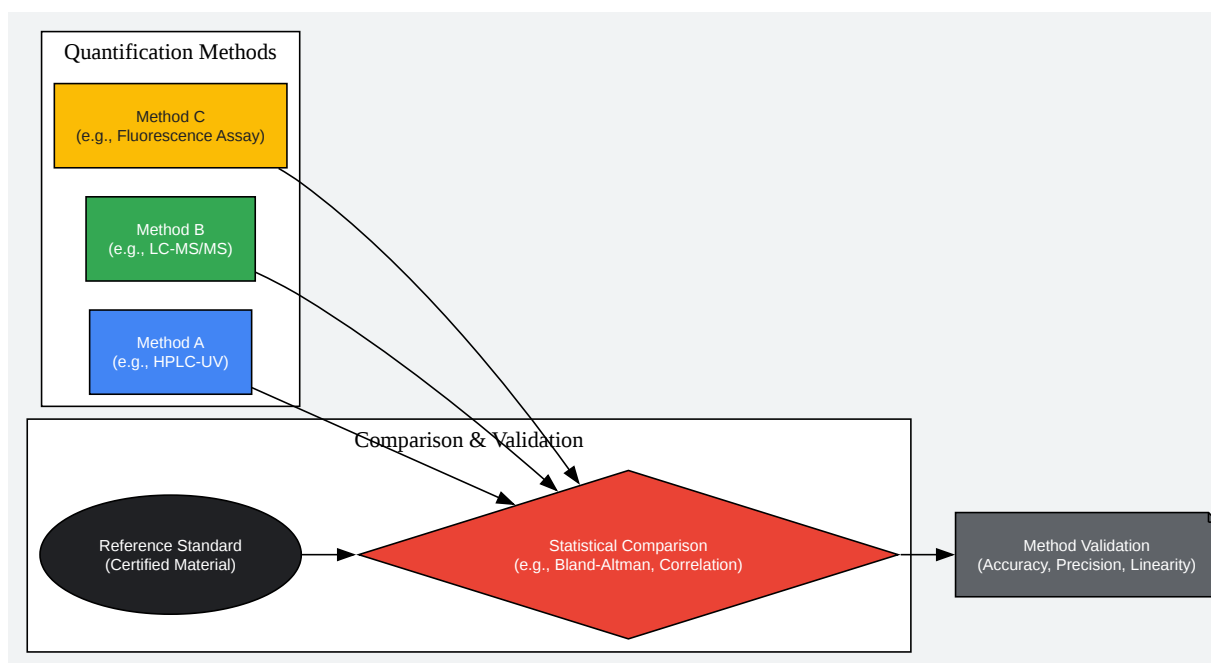 Quantification Methods
Method C
(e.g., Fluorescence Assay)
Method B
(e.g., LC-MS/MS)
Method A
(e.g., HPLC-UV)
Comparison & Validation
Reference Standard
(Certified Material)
Statistical Comparison
(e.g., Bland-Altman, Correlation)
Method Validation
(Accuracy, Precision, Linearity)